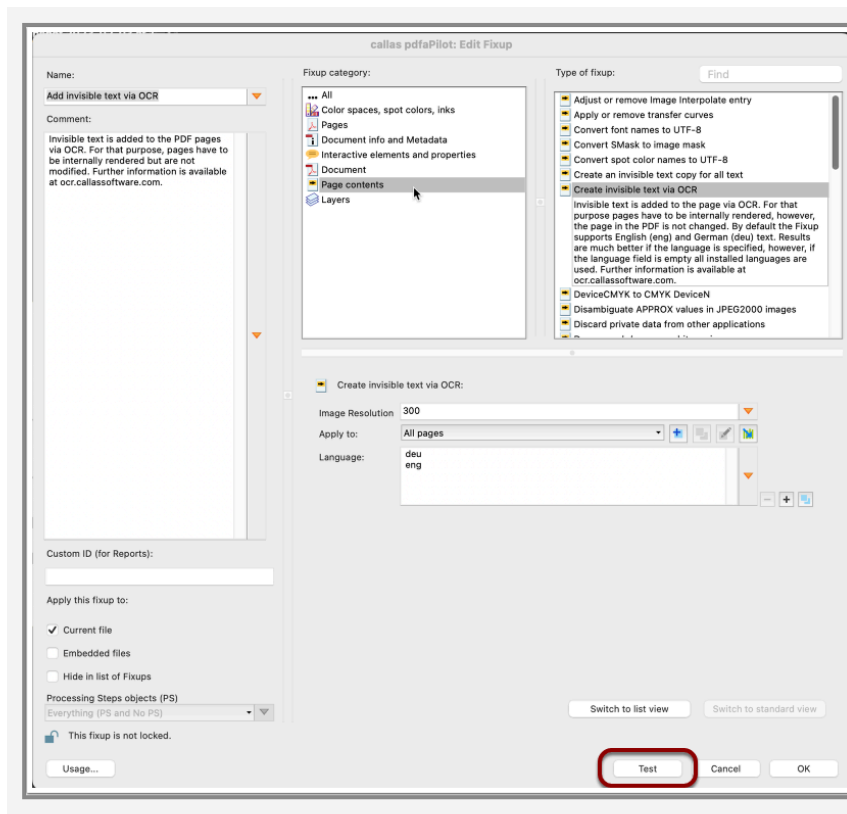 callas pdfaPilot: Edit Fixup
Name:
Add invisible text via OCR
Comment:
Invisible text is added to the PDF pages
via OCR. For that purpose, pages have to
be internally rendered but are not
modified. Further information is available
at ocr.callassoftware.com.
Custom ID (for Reports):
Apply this fixup to:
Current file
Embedded files
Hide in list of Fixups
Processing Steps objects (PS)
Everything (PS and No PS)
This fixup is not locked.
Usage...
Fixup category:
... All
Color spaces, spot colors, inks
Pages
Document info and Metadata
Interactive elements and properties
Document
Page contents
Layers
Type of fixup:
Find
Adjust or remove Image Interpolate entry
Apply or remove transfer curves
Convert font names to UTF-8
Convert SMask to image mask
Convert spot color names to UTF-8
Create an invisible text copy for all text
Create invisible text via OCR
Invisible text is added to the page via OCR. For that
purpose pages have to be internally rendered, however,
the page in the PDF is not changed. By default the Fixup
supports English (eng) and German (deu) text. Results
are much better if the language is specified, however, if
the language field is empty all installed languages are
used. Further information is available at
ocr.callassoftware.com.
DeviceCMYK to CMYK DeviceN
Disambiguate APPROX values in JPEG2000 images
Discard private data from other applications
Create invisible text via OCR:
Image Resolution 300
Apply to: All pages
Language: deu
eng
Switch to list view
Switch to standard view
Test
Cancel
OK